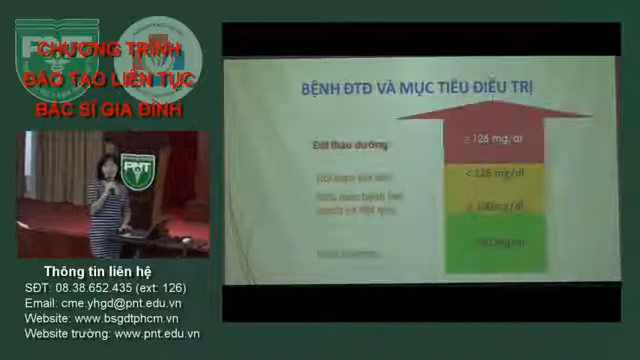 CHƯƠNG TRÌNH
ĐÀO TẠO LIÊN TỤC
BÁC SĨ GIA ĐÌNH
PNT
Thông tin liên hệ
SĐT: 08.38.652.435 (ext: 126)
Email: cme.yhgd@pnt.edu.vn
Website: www.bsgdtphcm.vn
Website trường: www.pnt.edu.vn
BỆNH ĐTĐ VÀ MỤC TIÊU ĐIỀU TRỊ
Đái tháo đường
≥ 126 mg/dl
< 126 mg/dl